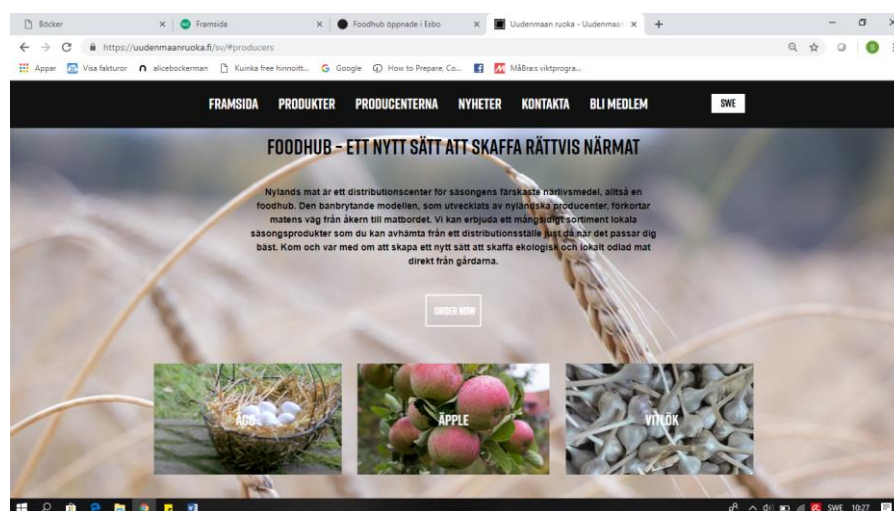 Böcker
Framsida
Foodhub öppnade i Esbo
Uudenmaan ruoka - Uudenmaan
https://uudenmaanruoka.fi/sv/#producers
Appar Visa fakturor alicebockerman Kuinka free hinnoitt... Google How to Prepare, Co... MåBra:s viktprogra...
FRAMSIDA PRODUKTER PRODUCENTERNA NYHETER KONTAKTA BLI MEDLEM SWE
FOODHUB – ETT NYTT SÄTT ATT SKAFFA RÄTTVIS NÄRMAT
Nylands mat är ett distributionscenter för säsongens färskaste närlivsmedel, alltså en
foodhub. Den banbrytande modellen, som utvecklats av nyländska producenter, förkortar
matens väg från åkern till matbordet. Vi kan erbjuda ett mångsidigt sortiment lokala
säsongsprodukter som du kan avhämta från ett distributionsställe just då när det passar dig
bäst. Kom och var med om att skapa ett nytt sätt att skaffa ekologisk och lokalt odlad mat
direkt från gårdarna.
ORDER NOW
ÄGG ÄPPLE VITLÖK
SWE 10:27